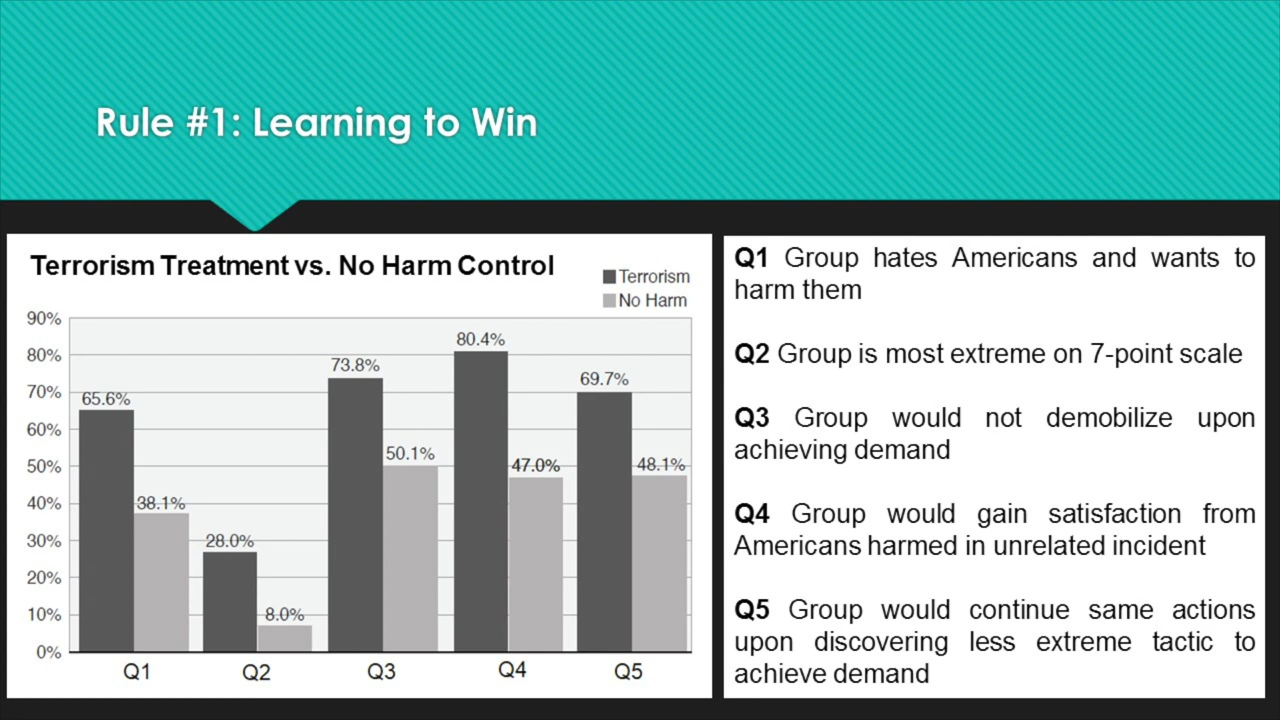 Rule #1: Learning to Win
Terrorism Treatment vs. No Harm Control
Terrorism
No Harm
90%
80%
70%
60%
50%
40%
30%
20%
10%
0%
65.6%
38.1%
28.0%
8.0%
73.8%
50.1%
80.4%
47.0%
69.7%
48.1%
Q1
Q2
Q3
Q4
Q5
Q1 Group hates Americans and wants to
harm them
Q2 Group is most extreme on 7-point scale
Q3 Group would not demobilize upon
achieving demand
Q4 Group would gain satisfaction from
Americans harmed in unrelated incident
Q5 Group would continue same actions
upon discovering less extreme tactic to
achieve demand